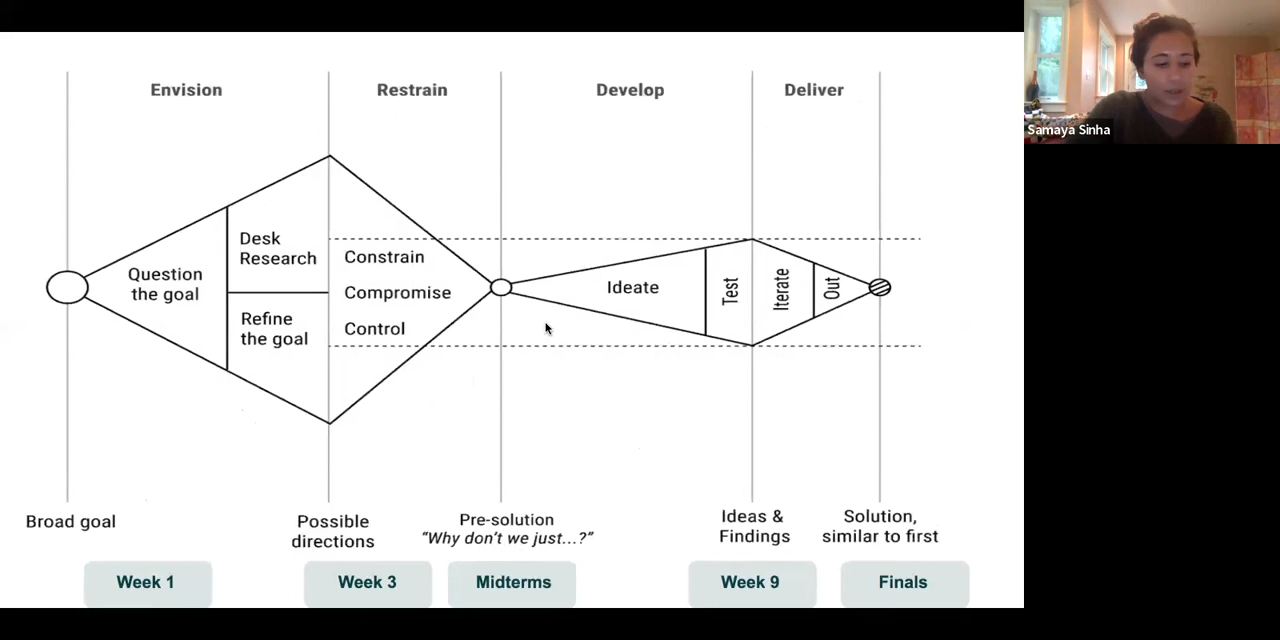 Envision
Restrain
Develop
Deliver
Samaya Sinha
Question
the goal
Desk
Research
Refine
the goal
Constrain
Compromise
Control
Ideate
Test
Iterate
Out
Broad goal
Possible
directions
Pre-solution
“Why don’t we just...?”
Ideas &
Findings
Solution,
similar to first
Week 1
Week 3
Midterms
Week 9
Finals